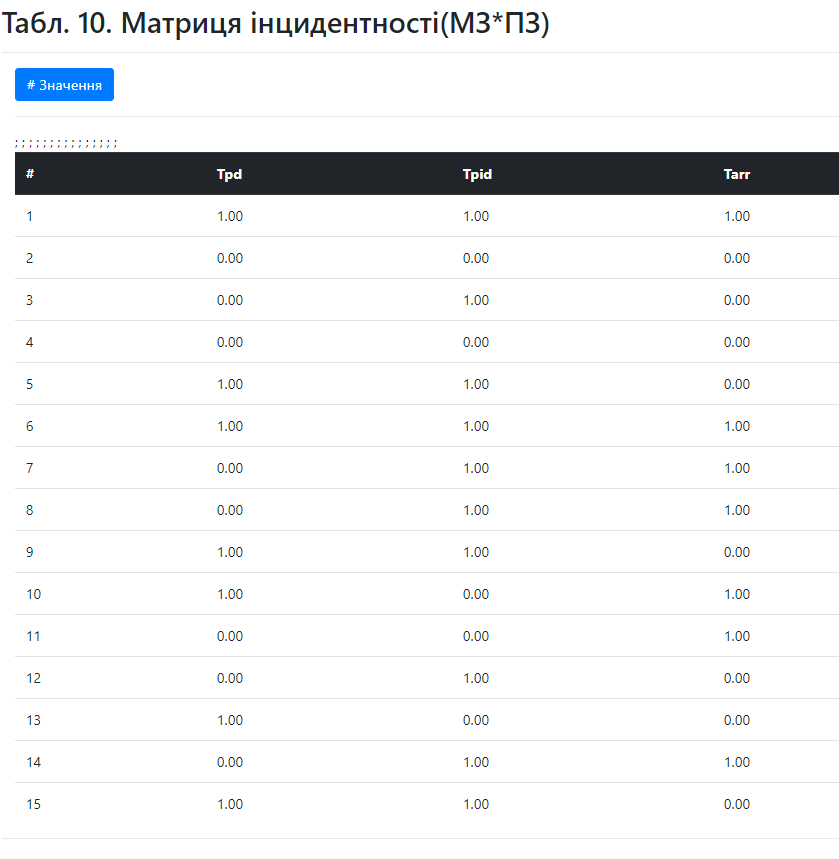 Табл. 10. Матриця інцидентності(МЗ*ПЗ)
# Значення
; ; ; ; ; ; ; ; ; ; ; ; ; ; ;
# Tpd Tpid Tarr
1 1.00 1.00 1.00
2 0.00 0.00 0.00
3 0.00 1.00 0.00
4 0.00 0.00 0.00
5 1.00 1.00 0.00
6 1.00 1.00 1.00
7 0.00 1.00 1.00
8 0.00 1.00 1.00
9 1.00 1.00 0.00
10 1.00 0.00 1.00
11 0.00 0.00 1.00
12 0.00 1.00 0.00
13 1.00 0.00 0.00
14 0.00 1.00 1.00
15 1.00 1.00 0.00